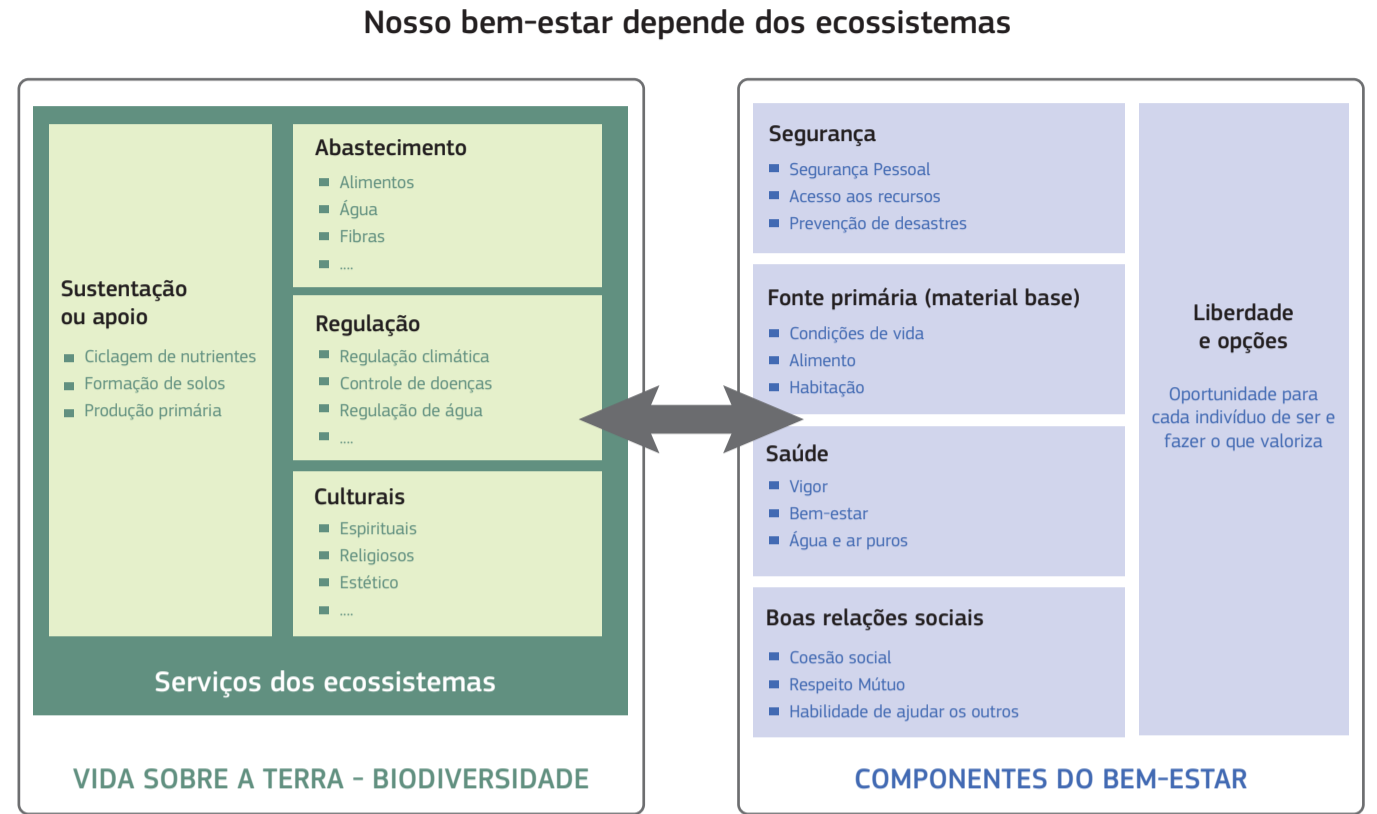 Nosso bem-estar depende dos ecossistemas
Sustentação
ou apoio
Ciclagem de nutrientes
Formação de solos
Produção primária
Abastecimento
Alimentos
Água
Fibras
....
Regulação
Regulação climática
Controle de doenças
Regulação de água
....
Culturais
Espirituais
Religiosos
Estético
....
Serviços dos ecossistemas
VIDA SOBRE A TERRA - BIODIVERSIDADE
Segurança
Segurança Pessoal
Acesso aos recursos
Prevenção de desastres
Fonte primária (material base)
Condições de vida
Alimento
Habitação
Saúde
Vigor
Bem-estar
Água e ar puros
Boas relações sociais
Coesão social
Respeito Mútuo
Habilidade de ajudar os outros
Liberdade
e opções
Oportunidade para
cada indivíduo de ser e
fazer o que valoriza
COMPONENTES DO BEM-ESTAR